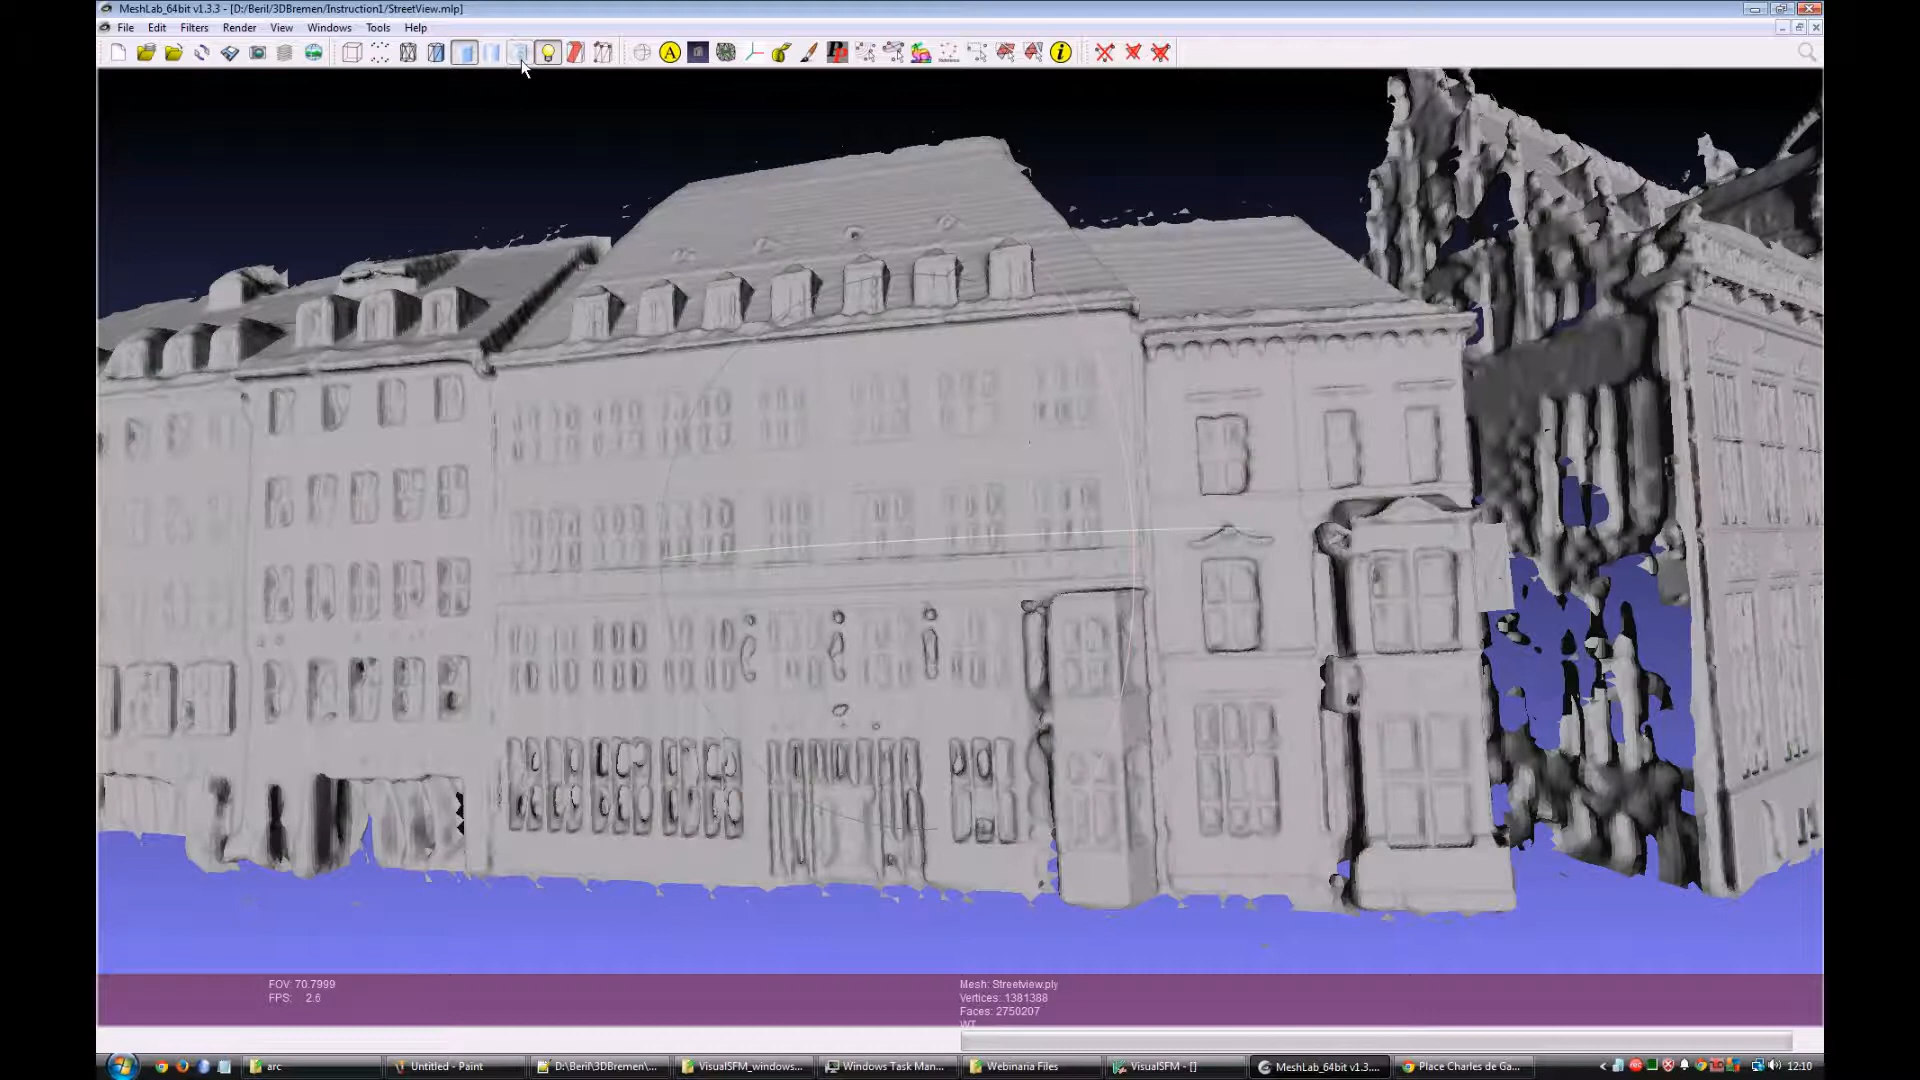 MeshLab_64bit v1.3.3 - [D:/Beril/3DBremen/Instruction1/StreetView.mlp]
File Edit Filters Render View Windows Tools Help
A
FOV: 70.7999
FPS: 2.6
Mesh: Streetview.ply
Vertices: 1381388
Faces: 2750207
WT
arc
Untitled - Paint
D:\Beril\3DBremen/...
VisualSFM_windows...
Windows Task Man...
Webinaria Files
VisualSFM - []
MeshLab_64bit v1.3....
Place Charles de Ga...
12:10